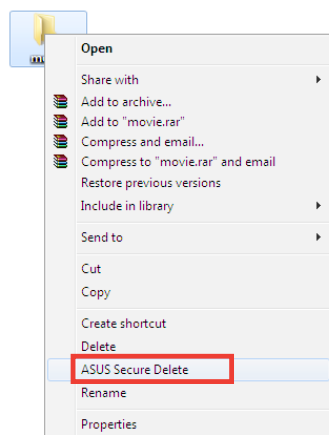 Open
Share with
Add to archive...
Add to "movie.rar"
Compress and email...
Compress to "movie.rar" and email
Restore previous versions
Include in library
Send to
Cut
Copy
Create shortcut
Delete
ASUS Secure Delete
Rename
Properties